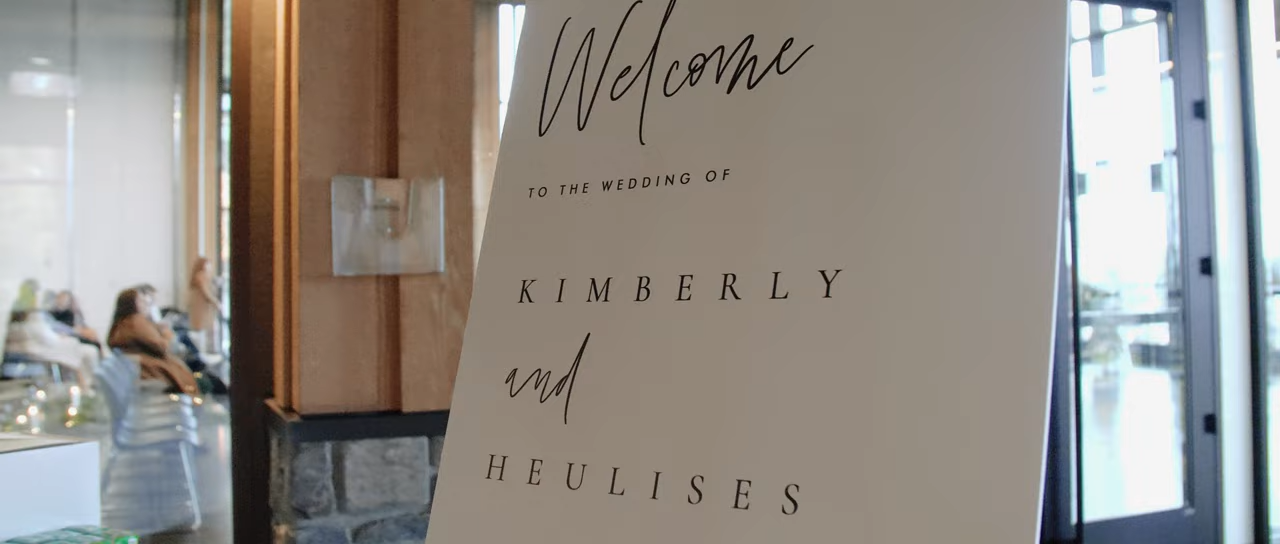 Welcome
TO THE WEDDING OF
KIMBERLY
and
HEULISES